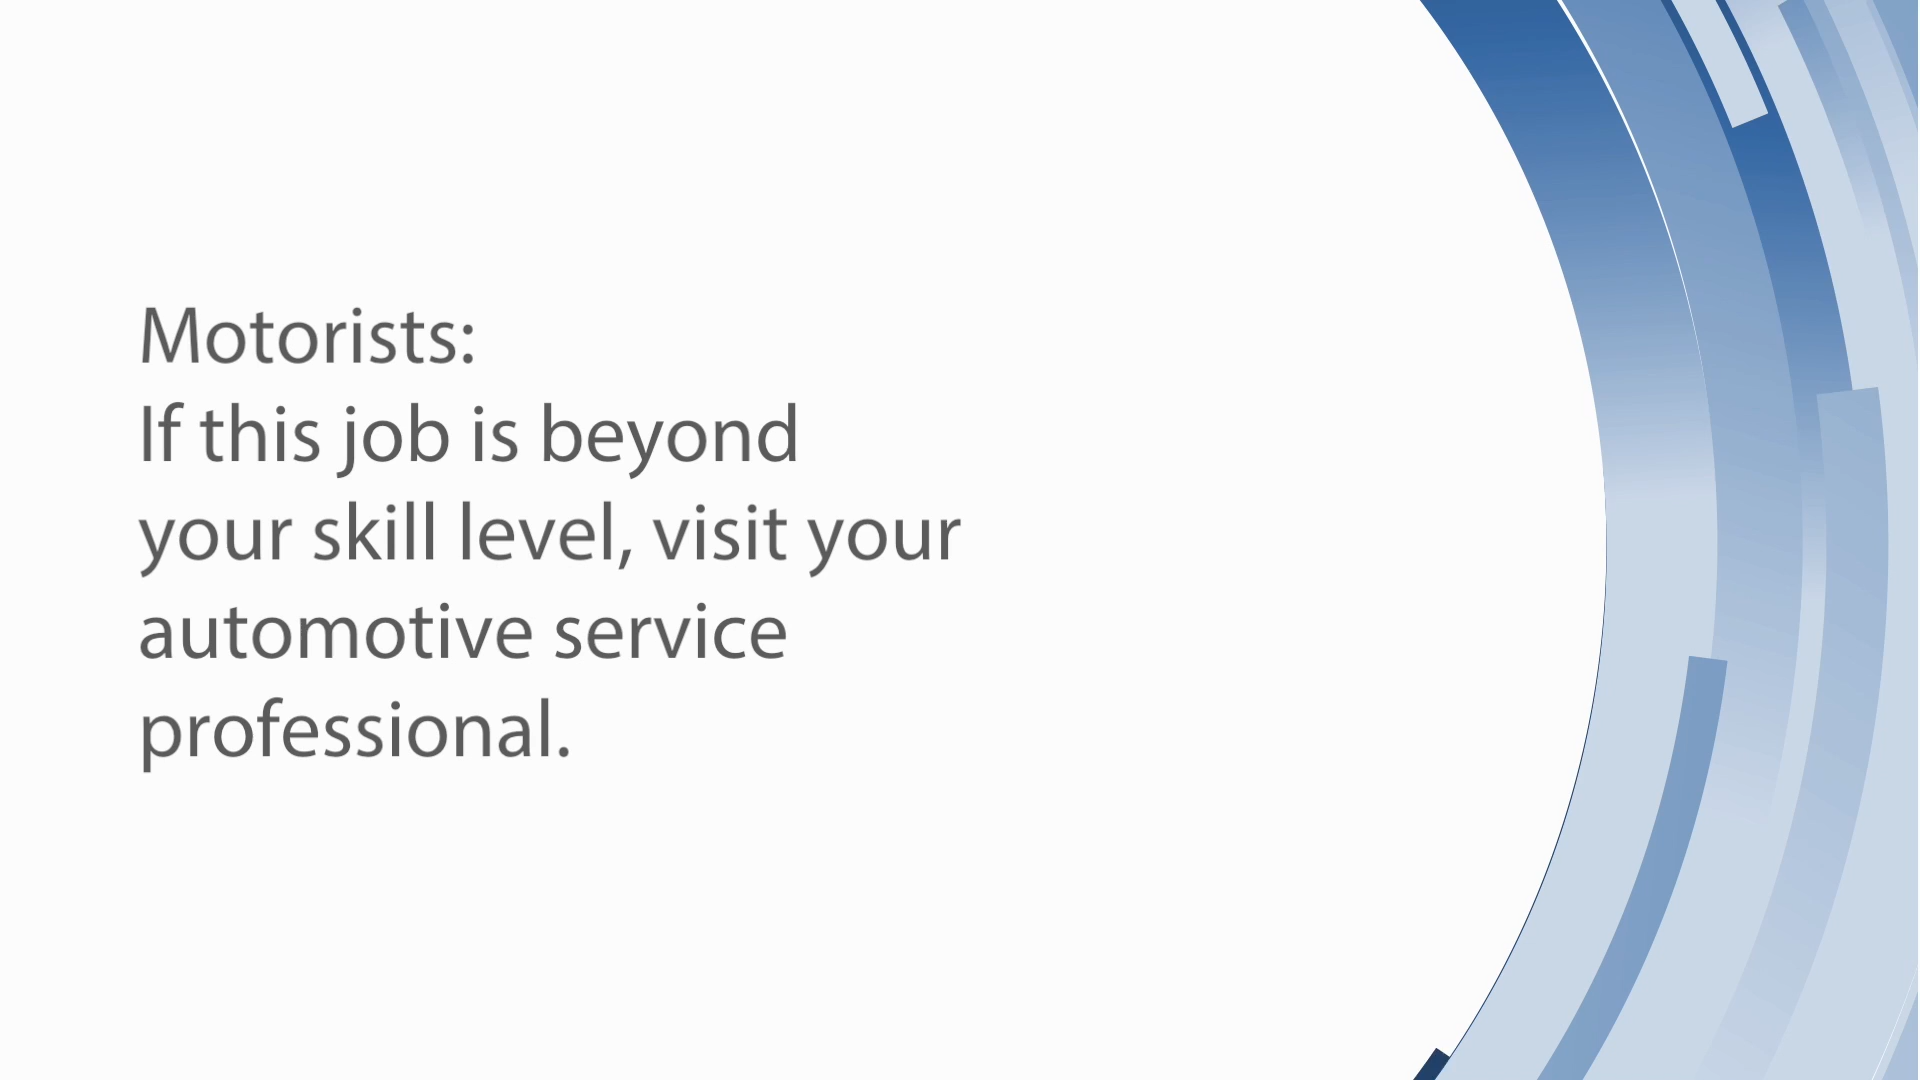 Motorists:
If this job is beyond
your skill level, visit your
automotive service
professional.